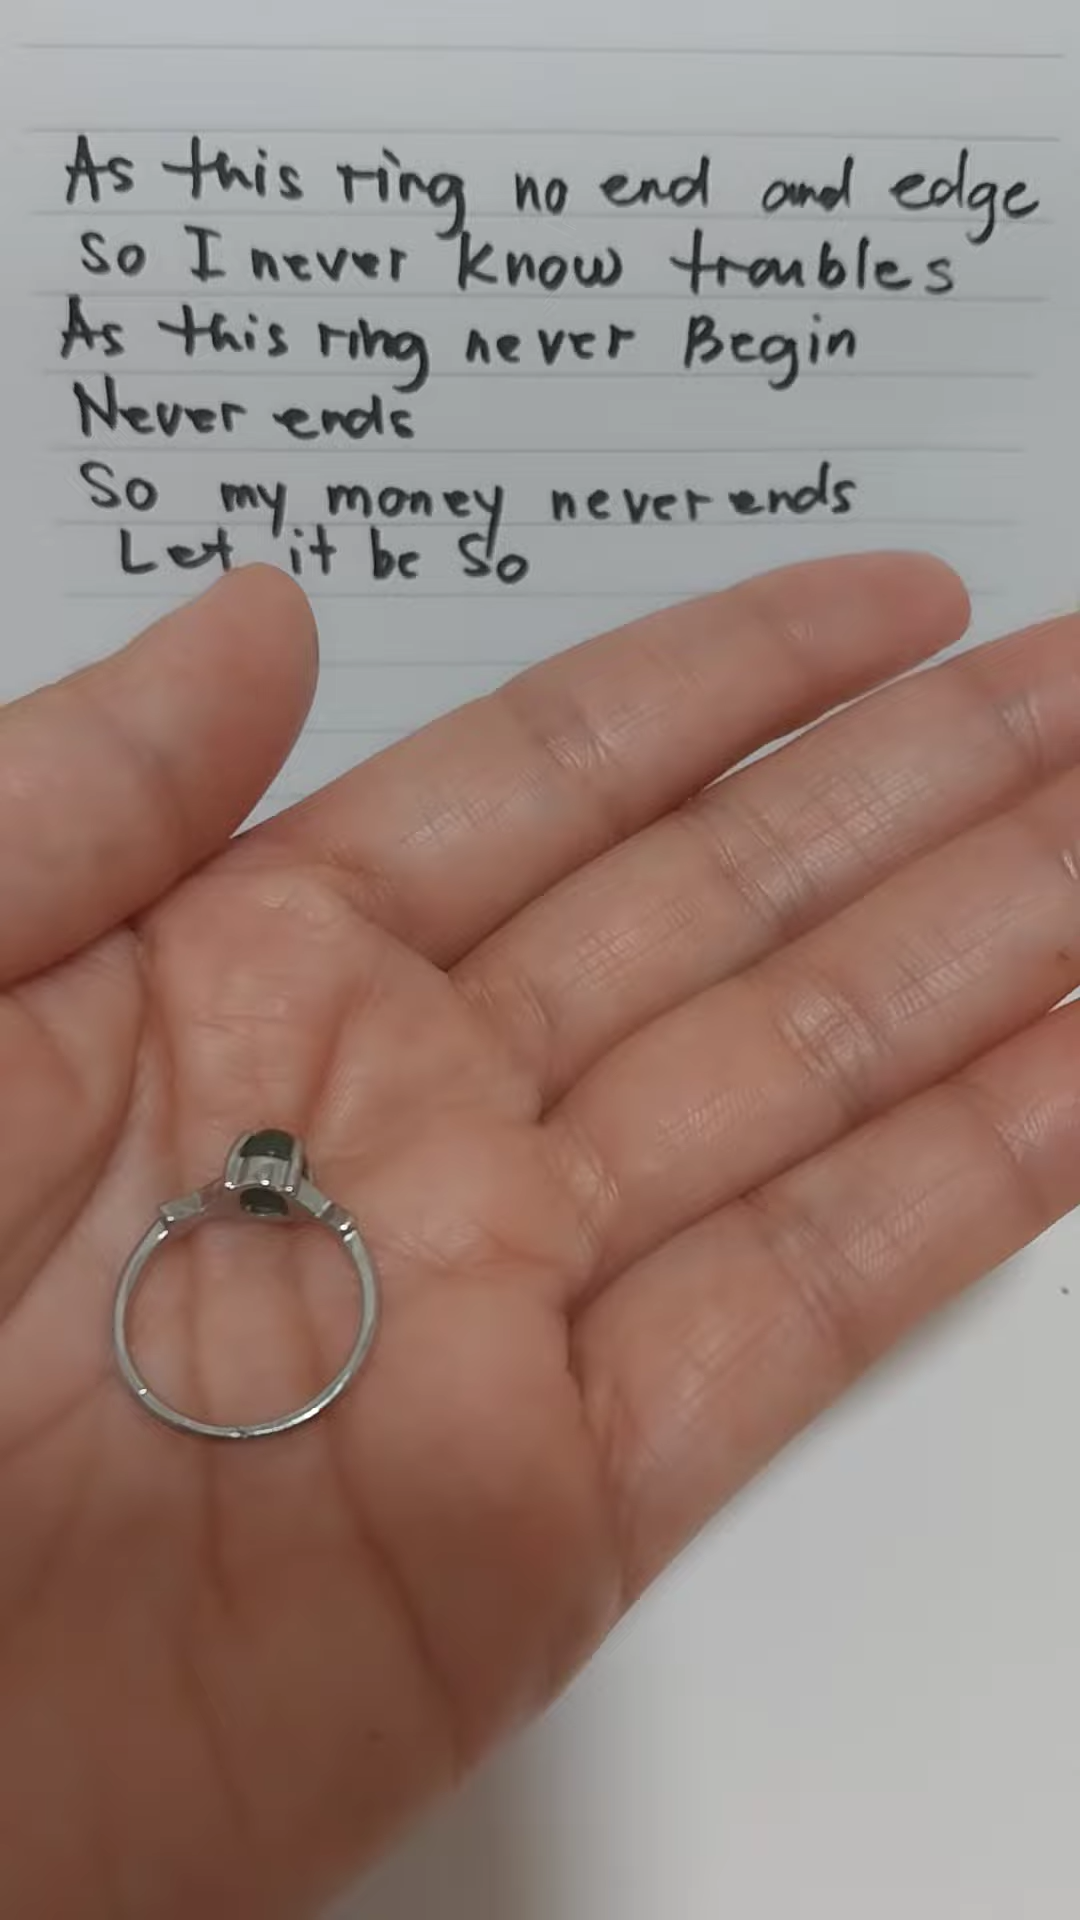 As this ring no end and edge
so I never know troubles
As this ring never Begin
Never ends
So my money never ends
Let it be So